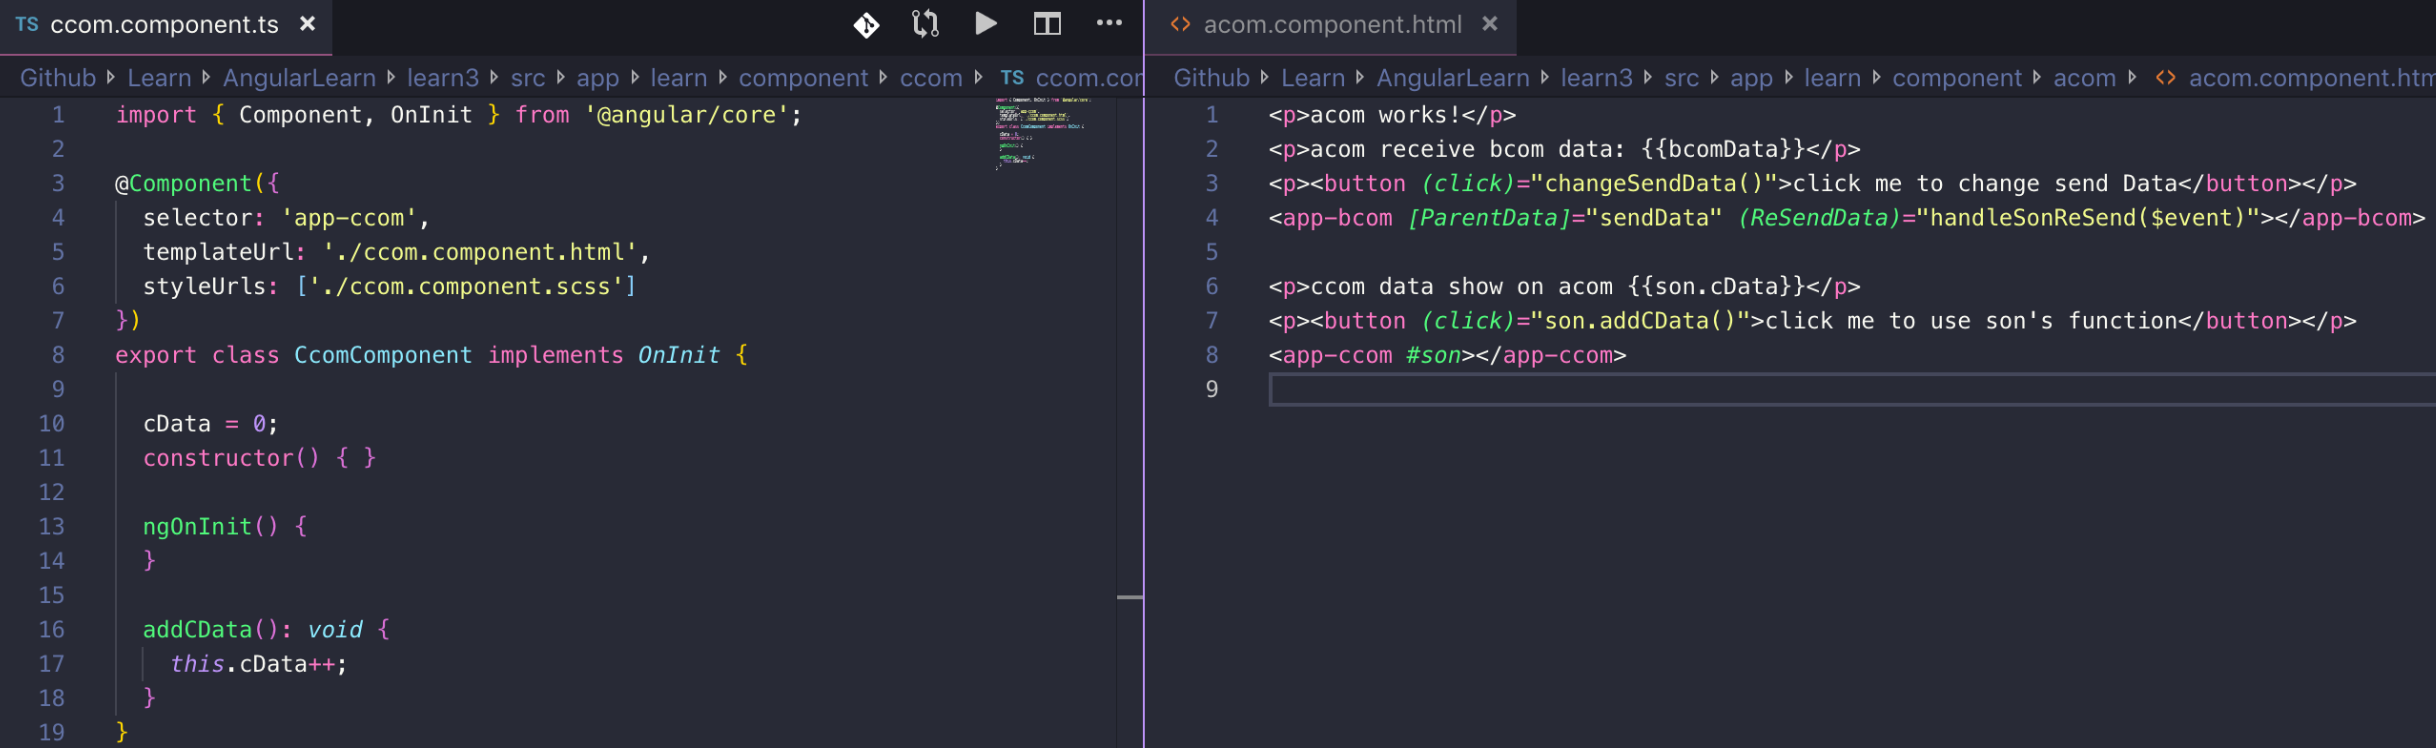 TS ccom.component.ts ×
Github Learn AngularLearn learn3 src app learn component ccom TS ccom.cor
1 import { Component, OnInit } from '@angular/core';
2
3 @Component({
4 selector: 'app-ccom',
5 templateUrl: './ccom.component.html',
6 styleUrls: ['./ccom.component.scss']
7 })
8 export class CcomComponent implements OnInit {
9
10 cData = 0;
11 constructor() { }
12
13 ngOnInit() {
14 }
15
16 addCData(): void {
17 this.cData++;
18 }
19 }
<> acom.component.html ×
Github Learn AngularLearn learn3 src app learn component acom <> acom.component.htm
1 <p>acom works!</p>
2 <p>acom receive bcom data: {{bcomData}}</p>
3 <p><button (click)="changeSendData()">click me to change send Data</button></p>
4 <app-bcom [ParentData]="sendData" (ReSendData)="handleSonReSend($event)"></app-bcom>
5
6 <p>ccom data show on acom {{son.cData}}</p>
7 <p><button (click)="son.addCData()">click me to use son's function</button></p>
8 <app-ccom #son></app-ccom>
9